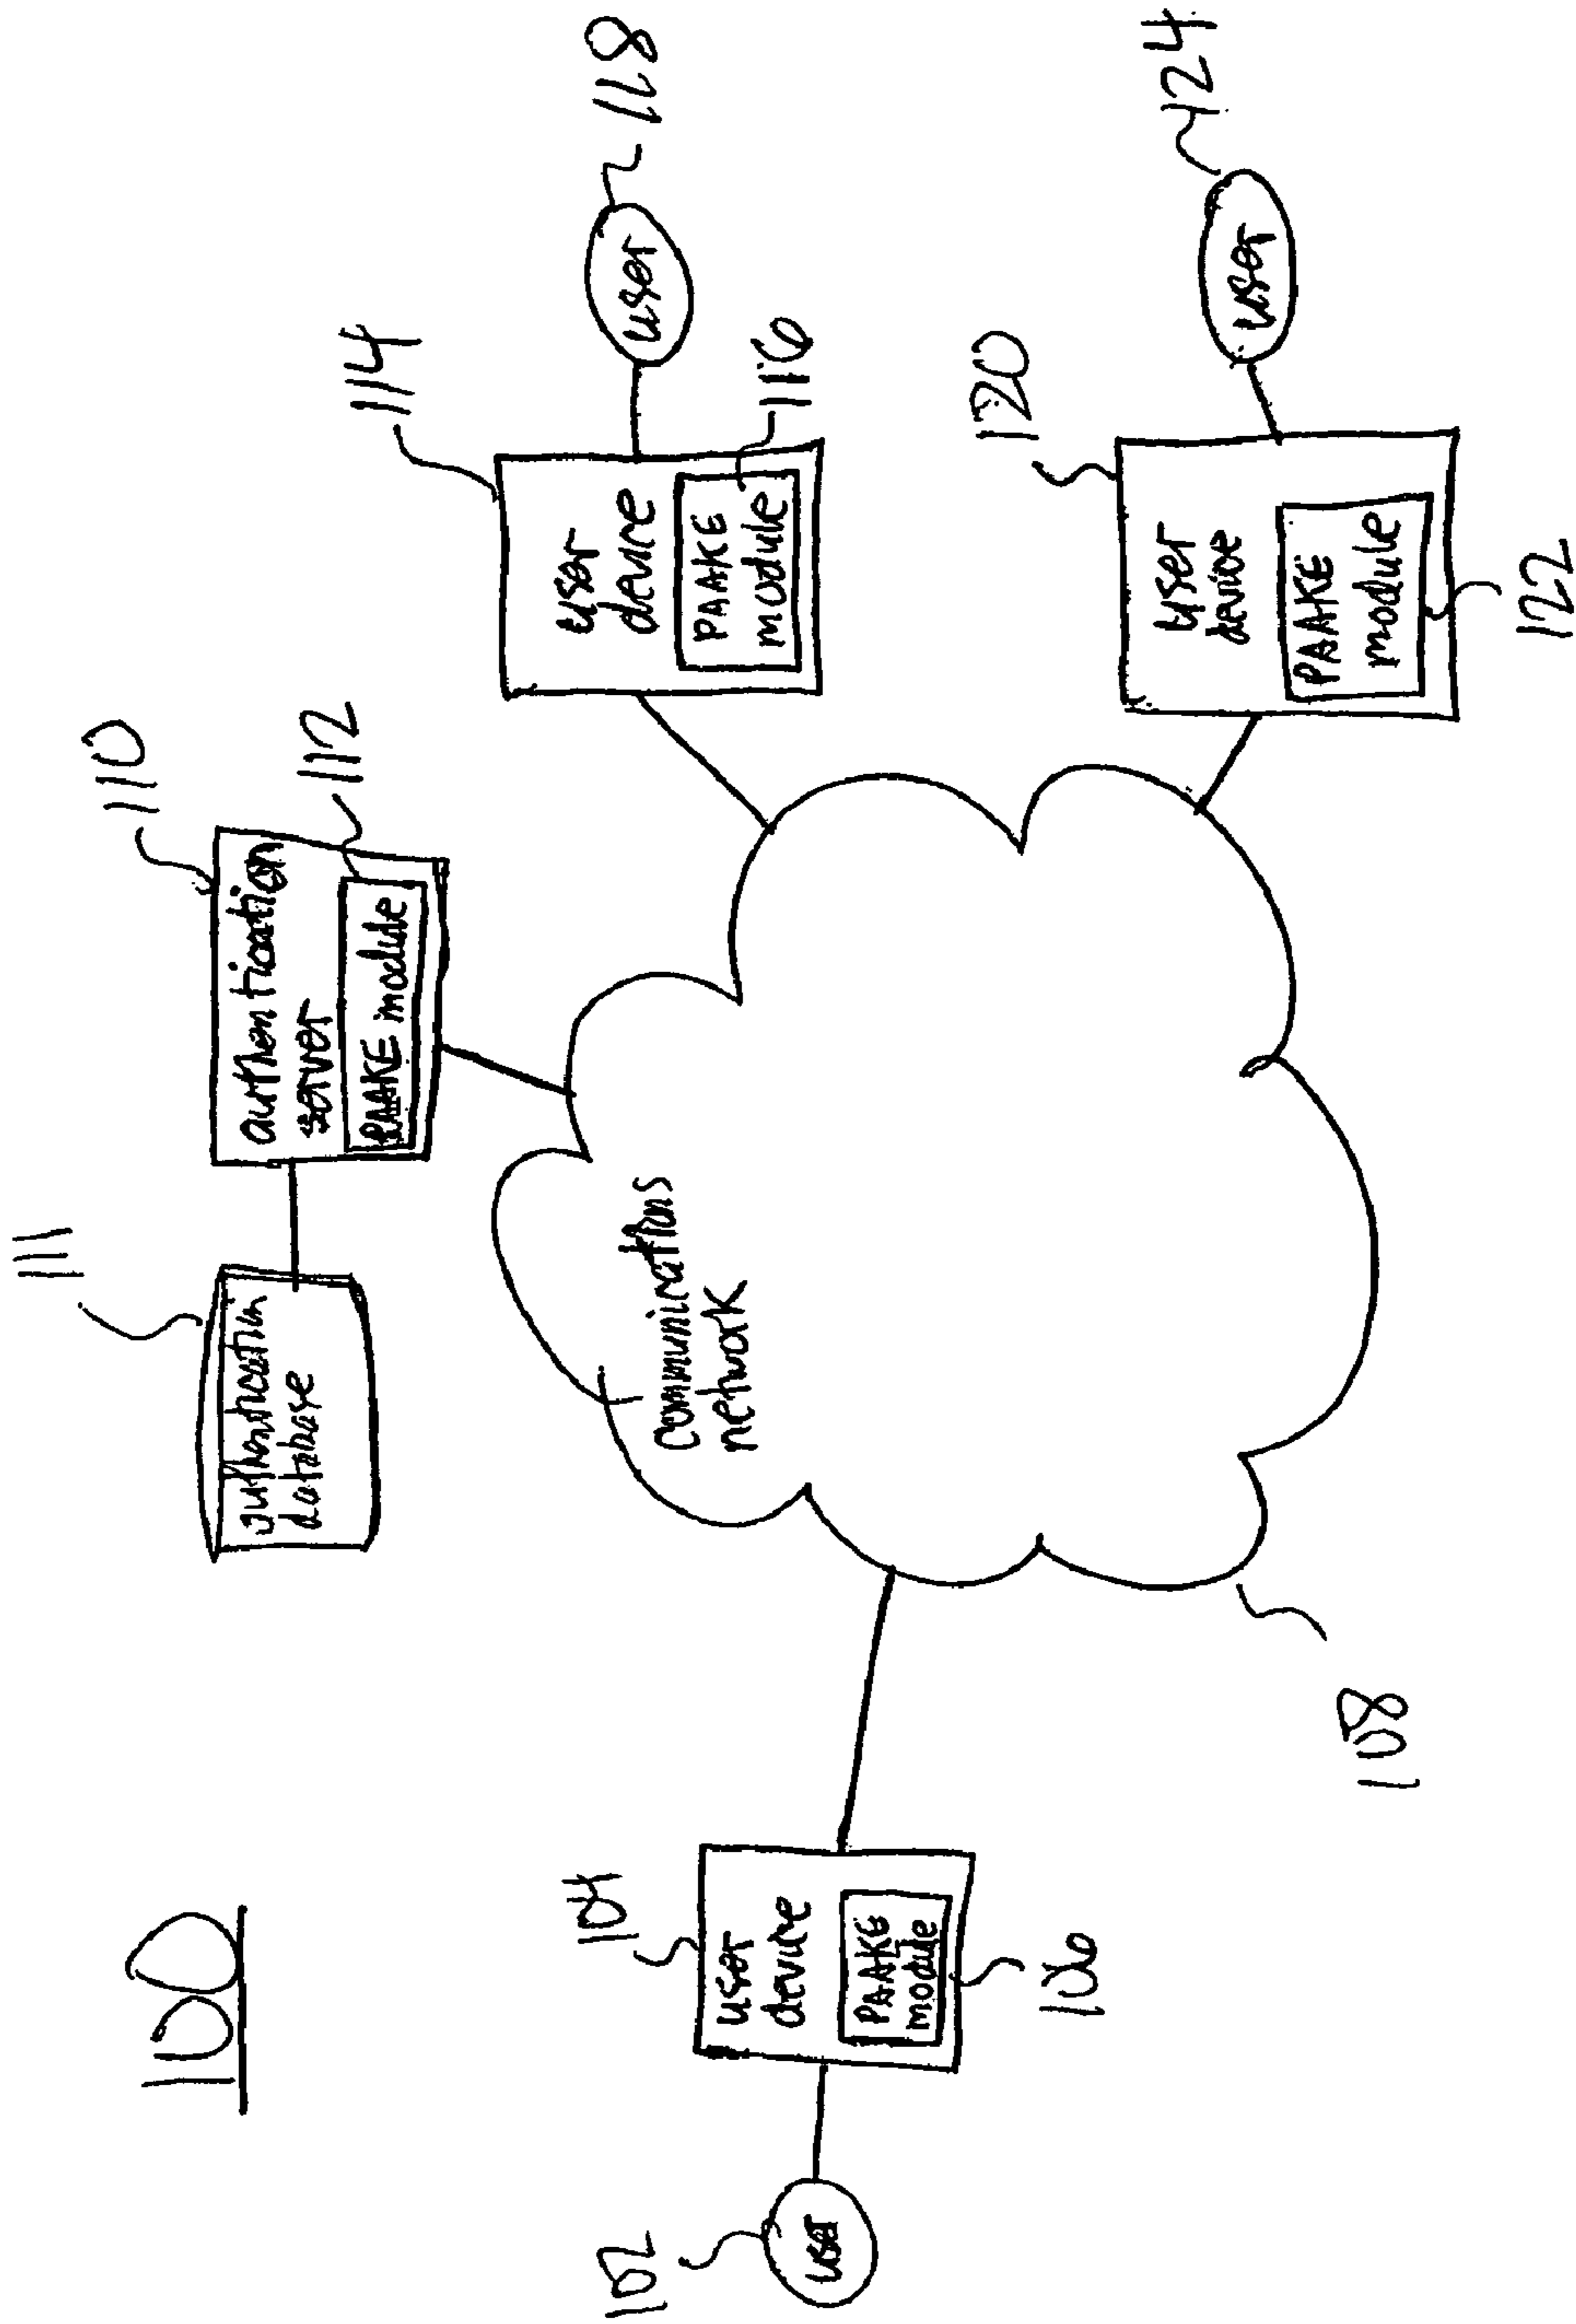 100
111
110
authentication
database
authentication
server
PAAKE module
112
114
118
user
device
PAAKE
module
user
116
communications
network
102
user
104
user
device
PAAKE
module
106
120
124
user
device
PAAKE
module
user
122
108